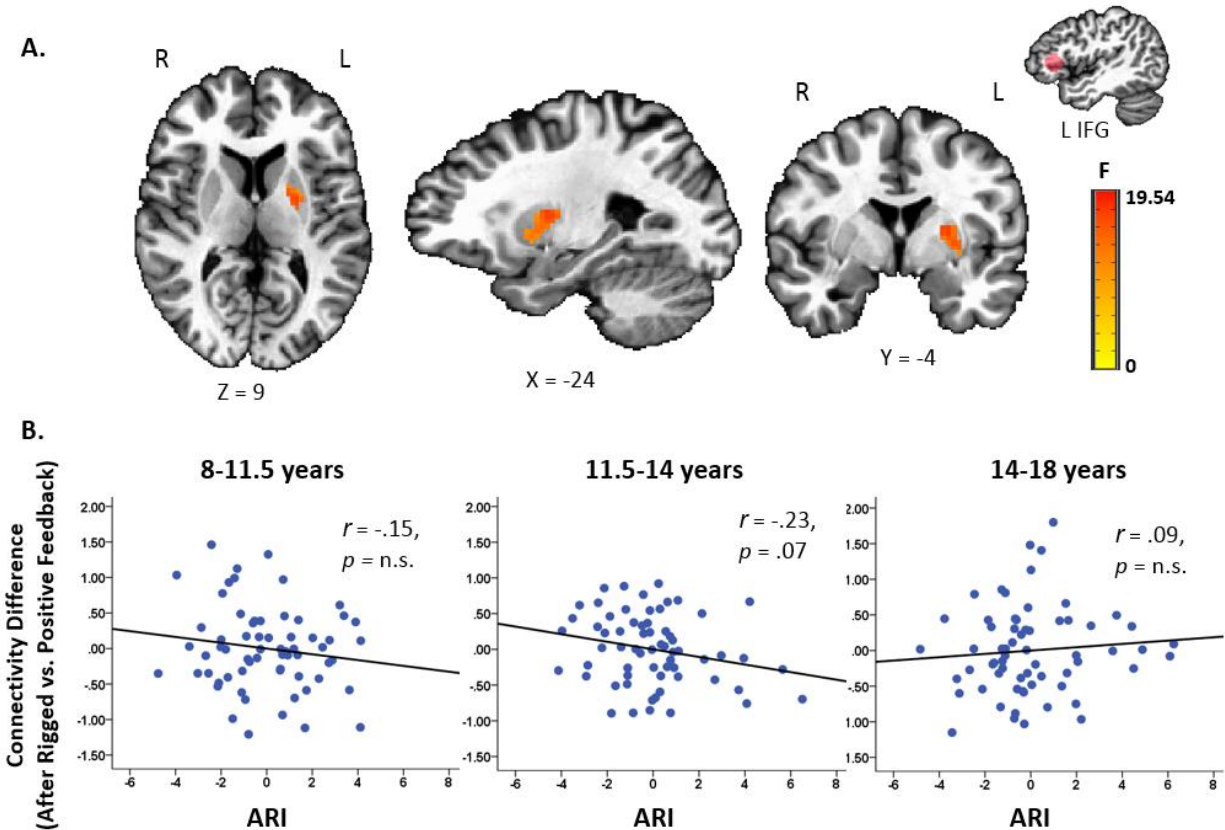 A.
R
L
R
L
L IFG
F
19.54
0
Z = 9
X = -24
Y = -4
B.
Connectivity Difference
(After Rigged vs. Positive Feedback)
8-11.5 years
2.00
1.50
1.00
.50
.00
-.50
-1.00
-1.50
r = -.15,
p = n.s.
-6 -4 -2 0 2 4 6 8
ARI
11.5-14 years
2.00
1.50
1.00
.50
.00
-.50
-1.00
-1.50
r = -.23,
p = .07
-6 -4 -2 0 2 4 6 8
ARI
14-18 years
2.00
1.50
1.00
.50
.00
.50
1.00
1.50
r = .09,
p = n.s.
-6 -4 -2 0 2 4 6 8
ARI